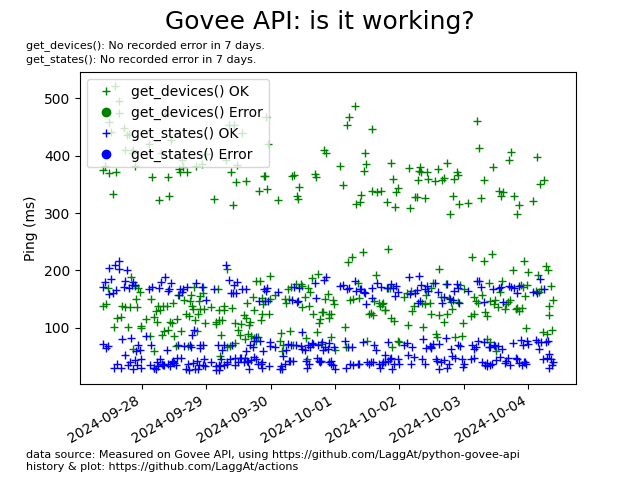 Govee API: is it working?
get_devices(): No recorded error in 7 days.
get_states(): No recorded error in 7 days.
get_devices() OK
get_devices() Error
get_states() OK
get_states() Error
Ping (ms)
500
400
300
200
100
2024-09-28
2024-09-29
2024-09-30
2024-10-01
2024-10-02
2024-10-03
2024-10-04
data source: Measured on Govee API, using https://github.com/LaggAt/python-govee-api
history & plot: https://github.com/LaggAt/actions